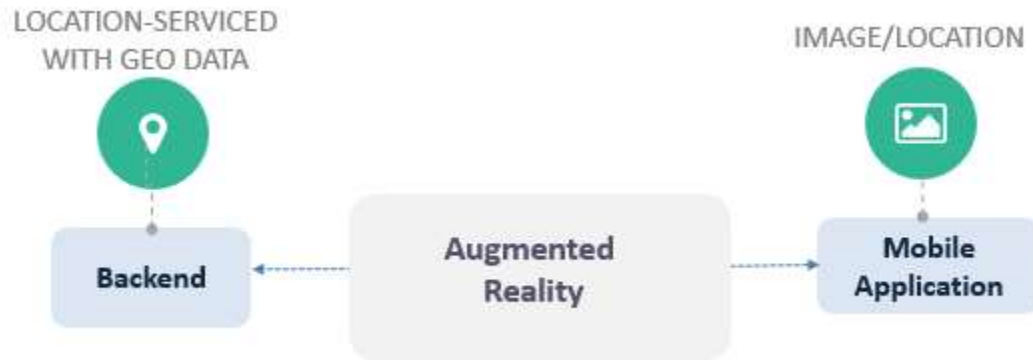 LOCATION-SERVICED
WITH GEO DATA
IMAGE/LOCATION
Backend
Augmented
Reality
Mobile
Application